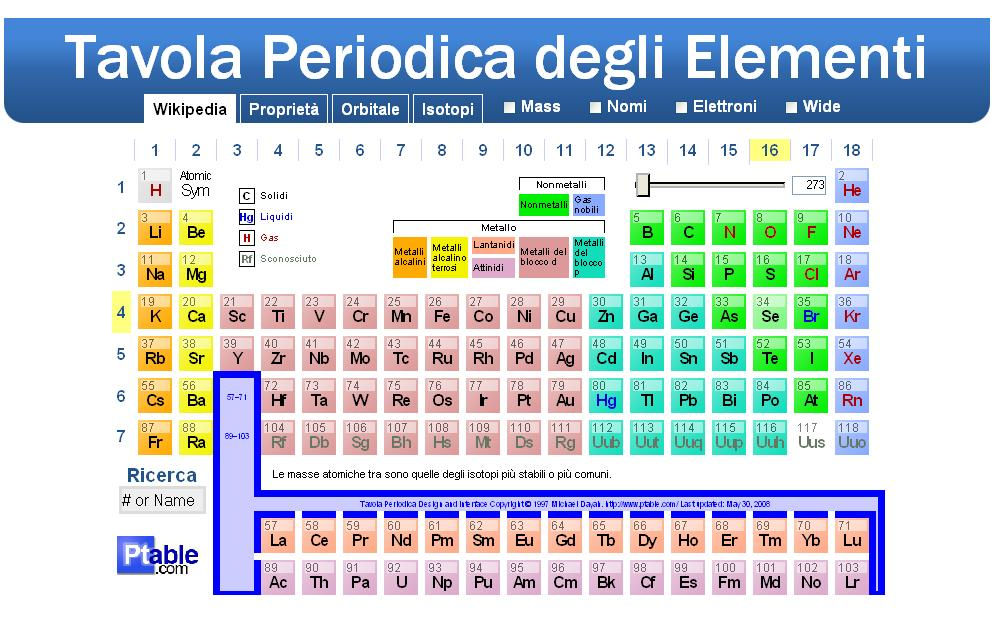 Tavola Periodica degli Elementi
Wikipedia Proprietà Orbitale Isotopi Mass Nomi Elettroni Wide
1 2 3 4 5 6 7 8 9 10 11 12 13 14 15 16 17 18
1
1 H
Atomic
Sym
C Solidi
Hg Liquidi
H Gas
Rf Sconosciuto
Nonmetalli
Nonmetalli
Gas nobili
Metallo
Metalli alcalini
Metalli alcalino terrosi
Lantanidi
Attinidi
Metalli del blocco d
Metalli del blocco p
273
2 He
2
3 Li 4 Be 5 B 6 C 7 N 8 O 9 F 10 Ne
3
11 Na 12 Mg 13 Al 14 Si 15 P 16 S 17 Cl 18 Ar
4
19 K 20 Ca 21 Sc 22 Ti 23 V 24 Cr 25 Mn 26 Fe 27 Co 28 Ni 29 Cu 30 Zn 31 Ga 32 Ge 33 As 34 Se 35 Br 36 Kr
5
37 Rb 38 Sr 39 Y 40 Zr 41 Nb 42 Mo 43 Tc 44 Ru 45 Rh 46 Pd 47 Ag 48 Cd 49 In 50 Sn 51 Sb 52 Te 53 I 54 Xe
6
55 Cs 56 Ba 57-71 72 Hf 73 Ta 74 W 75 Re 76 Os 77 Ir 78 Pt 79 Au 80 Hg 81 Tl 82 Pb 83 Bi 84 Po 85 At 86 Rn
7
87 Fr 88 Ra 89-103 104 Rf 105 Db 106 Sg 107 Bh 108 Hs 109 Mt 110 Ds 111 Rg 112 Uub 113 Uut 114 Uuq 115 Uup 116 Uuh 117 Uus 118 Uuo
Ricerca
# or Name
Le masse atomiche tra sono quelle degli isotopi più stabili o più comuni.
Tavola Periodica Design and Interface Copyright © 1997 Michael Dayah. http://www.ptable.com/ Last updated: May 30, 2008
57 La 58 Ce 59 Pr 60 Nd 61 Pm 62 Sm 63 Eu 64 Gd 65 Tb 66 Dy 67 Ho 68 Er 69 Tm 70 Yb 71 Lu
Ptable
.com
89 Ac 90 Th 91 Pa 92 U 93 Np 94 Pu 95 Am 96 Cm 97 Bk 98 Cf 99 Es 100 Fm 101 Md 102 No 103 Lr